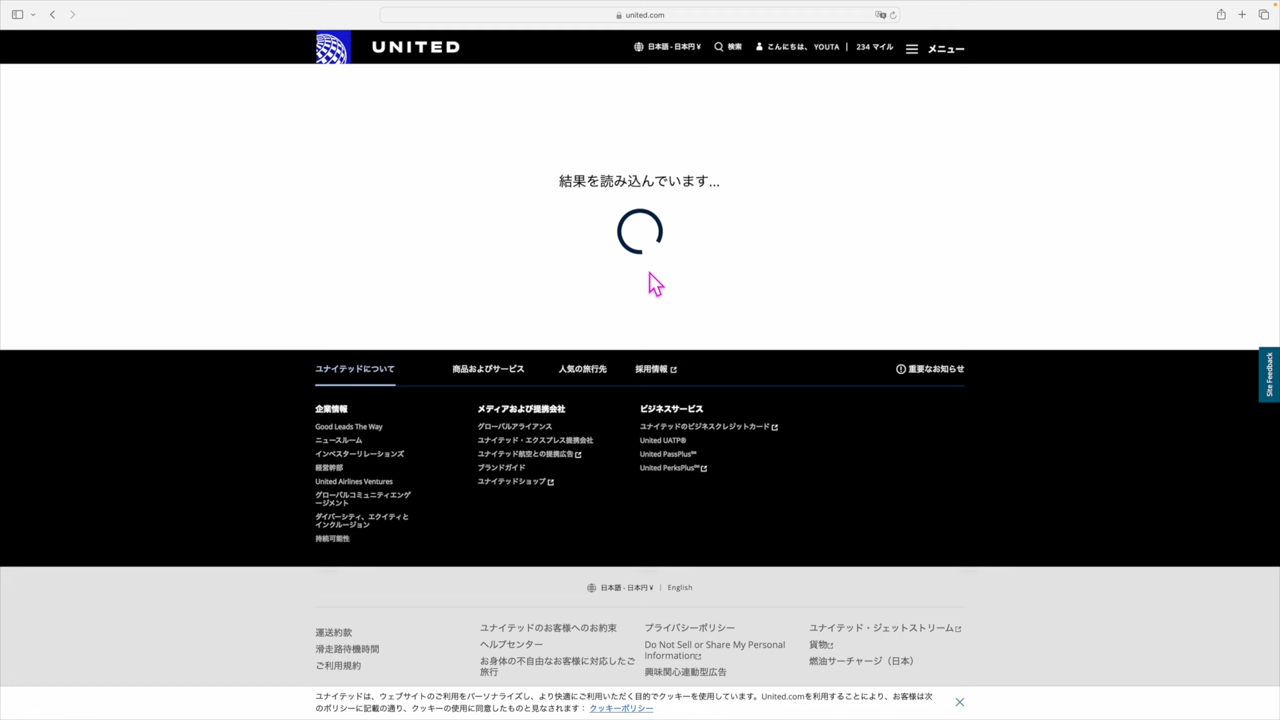 united.com
UNITED
日本語 - 日本円 ¥
検索
こんにちは、 YOUTA
234 マイル
メニュー
結果を読み込んでいます...
Site Feedback
ユナイテッドについて
商品およびサービス
人気の旅行先
採用情報
重要なお知らせ
企業情報
Good Leads The Way
ニュースルーム
インベスターリレーションズ
経営幹部
United Airlines Ventures
グローバルコミュニティエンゲ
ージメント
ダイバーシティ、エクイティと
インクルージョン
持続可能性
メディアおよび提携会社
グローバルアライアンス
ユナイテッド・エクスプレス提携会社
ユナイテッド航空との提携広告
ブランドガイド
ユナイテッドショップ
ビジネスサービス
ユナイテッドのビジネスクレジットカード
United UATP®
United PassPlus℠
United PerksPlus℠
日本語 - 日本円 ¥ | English
運送約款
滑走路待機時間
ご利用規約
ユナイテッドのお客様へのお約束
ヘルプセンター
お身体の不自由なお客様に対応したご
旅行
プライバシーポリシー
Do Not Sell or Share My Personal
Information
興味関心連動型広告
ユナイテッド・ジェットストリーム
貨物
燃油サーチャージ（日本）
ユナイテッドは、ウェブサイトのご利用をパーソナライズし、より快適にご利用いただく目的でクッキーを使用しています。United.comを利用することにより、お客様は次
のポリシーに記載の通り、クッキーの使用に同意したものと見なされます： クッキーポリシー